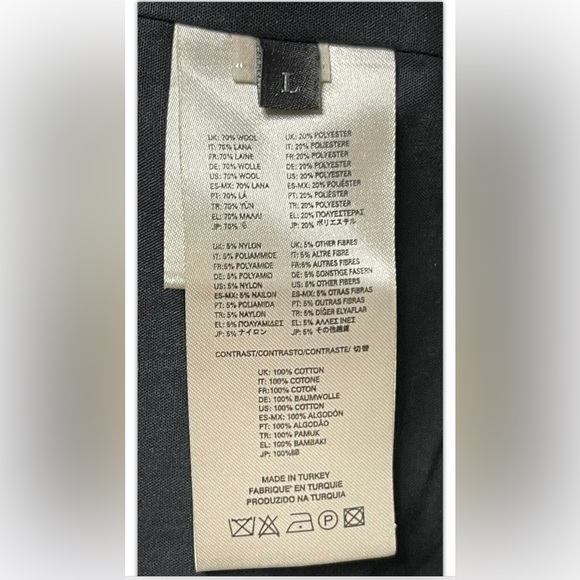 L
UK: 70% WOOL UK: 20% POLYESTER
IT: 70% LANA IT: 20% POLIESTERE
FR:70% LAINE FR:20% POLYESTER
DE: 70% WOLLE DE: 20% POLYESTER
US: 70% WOOL US: 20% POLYESTER
ES-MX: 70% LANA ES-MX: 20% POLIÉSTER
PT: 70% LÃ PT: 20% POLIÉSTER
TR: 70% YÜN TR: 20% POLYESTER
EL: 70% ΜΑΛΛΙ EL: 20% ΠΟΛΥΕΣΤΕΡΑΣ
JP: 70% 毛 JP: 20% ポリエステル
UK: 5% NYLON UK: 5% OTHER FIBRES
IT: 5% POLIAMMIDE IT: 5% ALTRE FIBRE
FR:5% POLYAMIDE FR:5% AUTRES FIBRES
DE: 5% POLYAMID DE: 5% SONSTIGE FASERN
US: 5% NYLON US: 5% OTHER FIBERS
ES-MX: 5% NAILON ES-MX: 5% OTRAS FIBRAS
PT: 5% POLIAMIDA PT: 5% OUTRAS FIBRAS
TR: 5% NAYLON TR: 5% DİĞER ELYAFLAR
EL: 5% ΠΟΛΥΑΜΙΔΕΣ EL: 5% ΑΛΛΕΣ ΙΝΕΣ
JP: 5% ナイロン JP: 5% その他繊維
CONTRAST/CONTRASTO/CONTRASTE/ 切替
UK: 100% COTTON
IT: 100% COTONE
FR:100% COTON
DE: 100% BAUMWOLLE
US: 100% COTTON
ES-MX: 100% ALGODÓN
PT: 100% ALGODÃO
TR: 100% PAMUK
EL: 100% BAMBAKI
JP: 100%綿
MADE IN TURKEY
FABRIQUE' EN TURQUIE
PRODUZIDO NA TURQUIA
P